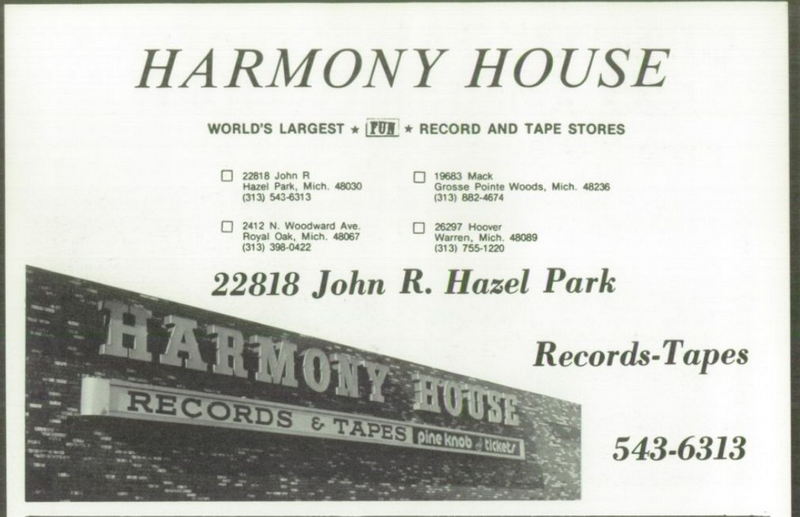 HARMONY HOUSE
WORLD'S LARGEST ★ FUN ★ RECORD AND TAPE STORES
22818 John R
Hazel Park, Mich. 48030
(313) 543-6313
19683 Mack
Grosse Pointe Woods, Mich. 48236
(313) 882-4674
2412 N. Woodward Ave.
Royal Oak, Mich. 48067
(313) 398-0422
26297 Hoover
Warren, Mich. 48089
(313) 755-1220
22818 John R. Hazel Park
HARMONY HOUSE
RECORDS & TAPES pine knob tickets
Records-Tapes
543-6313